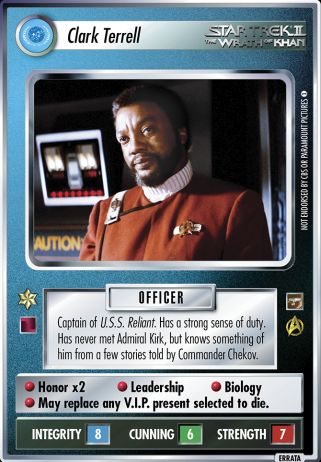 Clark Terrell
STAR TREK II
THE WRATH OF KHAN
NOT ENDORSED BY CBS OR PARAMOUNT PICTURES
CAUTION
OFFICER
Captain of U.S.S. Reliant. Has a strong sense of duty.
Has never met Admiral Kirk, but knows something of
him from a few stories told by Commander Chekov.
Honor x2 Leadership Biology
May replace any V.I.P. present selected to die.
INTEGRITY 8 CUNNING 6 STRENGTH 7
ERRATA